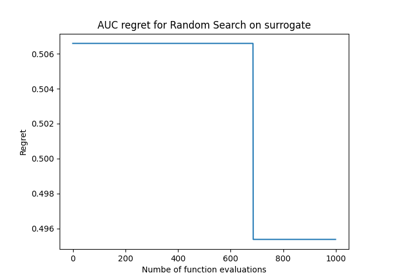 AUC regret for Random Search on surrogate
0.506
0.504
0.502
0.500
0.498
0.496
Regret
0 200 400 600 800 1000
Numbe of function evaluations